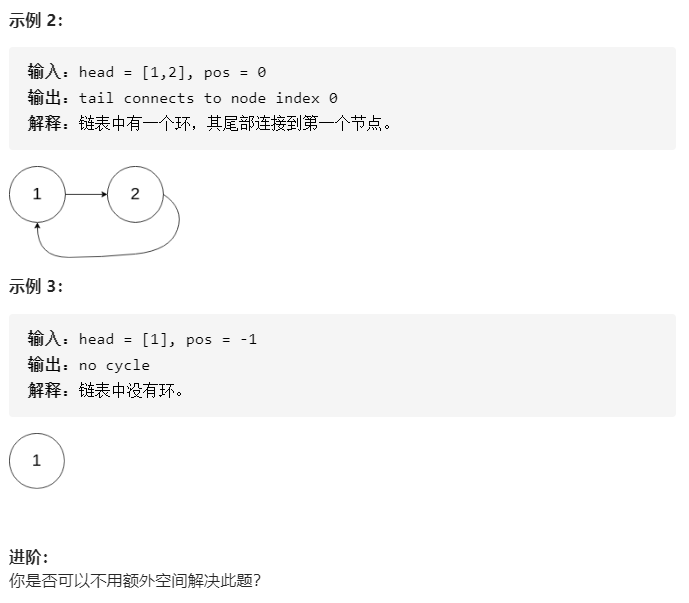 示例 2：
输入：head = [1,2], pos = 0
输出：tail connects to node index 0
解释：链表中有一个环，其尾部连接到第一个节点。
1 2
示例 3：
输入：head = [1], pos = -1
输出：no cycle
解释：链表中没有环。
1
进阶：
你是否可以不用额外空间解决此题？